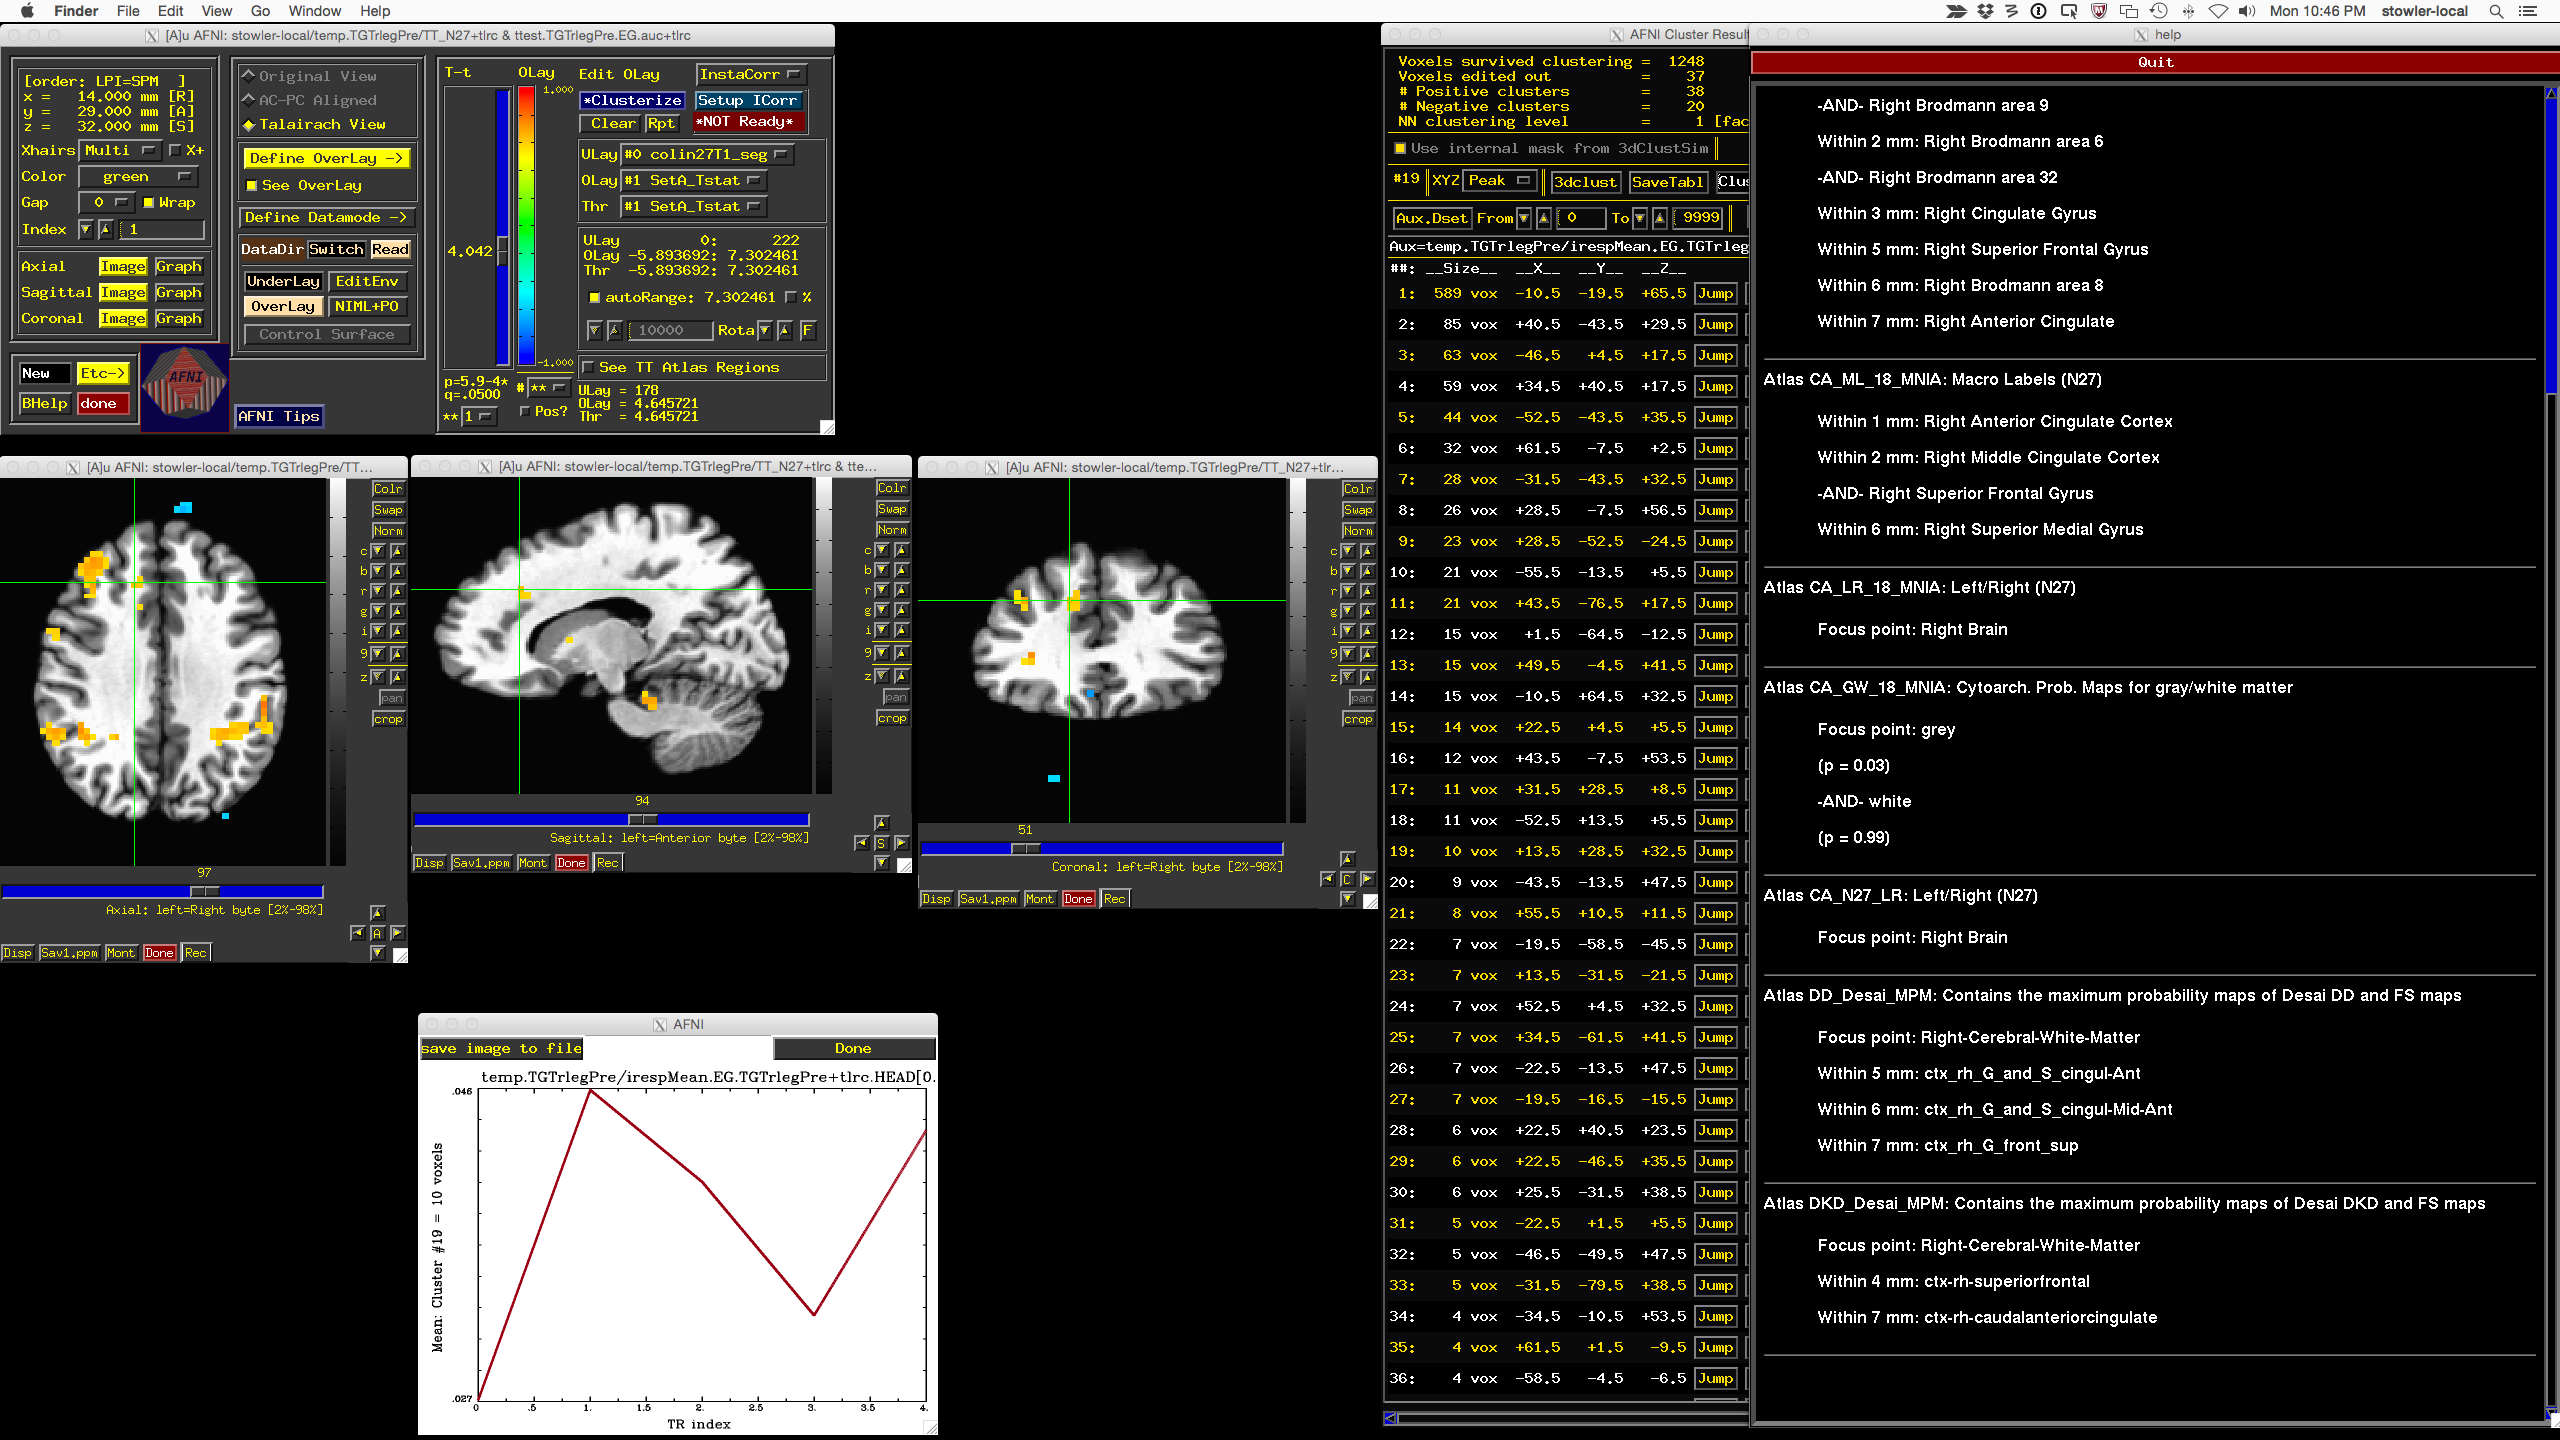 Finder File Edit View Go Window Help
Mon 10:46 PM stowler-local
[A]u AFNI: stowler-local/temp.TGTrlegPre/TT_N27+tlrc & ttest.TGTrlegPre.EG.auc+tlrc
[order: LPI=SPM ]
x = 14.000 mm [R]
y = 29.000 mm [A]
z = 32.000 mm [S]
Xhairs Multi X+
Color green
Gap 0 Wrap
Index 1
Axial Image Graph
Sagittal Image Graph
Coronal Image Graph
New Etc->
BHelp done
AFNI
AFNI Tips
Original View
AC-PC Aligned
Talairach View
Define OverLay ->
See OverLay
Define Datamode ->
DataDir Switch Read
UnderLay EditEnv
OverLay NIML+PO
Control Surface
T-t
4.042
p=5.9-4*
q=.0500
** 1
OLay
1.000
-1.000
# **
Pos?
Edit OLay InstaCorr
*Clusterize Setup ICorr
Clear Rpt *NOT Ready*
ULay #0 colin27T1_seg
OLay #1 SetA_Tstat
Thr #1 SetA_Tstat
ULay 0: 222
OLay -5.893692: 7.302461
Thr -5.893692: 7.302461
autoRange: 7.302461 %
10000 Rota F
See TT Atlas Regions
ULay = 178
OLay = 4.645721
Thr = 4.645721
[A]u AFNI: stowler-local/temp.TGTrlegPre/TT...
Colr
Swap
Norm
c
b
r
g
i
9
z
pan
crop
97
Axial: left=Right byte [2%-98%]
A
Disp Sav1.ppm Mont Done Rec
[A]u AFNI: stowler-local/temp.TGTrlegPre/TT_N27+tlrc & tte...
Colr
Swap
Norm
c
b
r
g
i
9
z
pan
crop
94
Sagittal: left=Anterior byte [2%-98%]
S
Disp Sav1.ppm Mont Done Rec
[A]u AFNI: stowler-local/temp.TGTrlegPre/TT_N27+tlr...
Colr
Swap
Norm
c
b
r
g
i
9
z
pan
crop
51
Coronal: left=Right byte [2%-98%]
C
Disp Sav1.ppm Mont Done Rec
AFNI
save image to file Done
temp.TGTrlegPre/irespMean.EG.TGTrlegPre+tlrc.HEAD[0.
.046
Mean: Cluster #19 = 10 voxels
.027
0 .5 1. 1.5 2. 2.5 3. 3.5 4.
TR index
AFNI Cluster Result
Voxels survived clustering = 1248
Voxels edited out = 37
# Positive clusters = 38
# Negative clusters = 20
NN clustering level = 1 [fac
Use internal mask from 3dClustSim
#19 XYZ Peak 3dclust SaveTabl Clus
Aux.Dset From 0 To 9999
Aux=temp.TGTrlegPre/irespMean.EG.TGTrleg
##: __Size__ __X__ __Y__ __Z__
1: 589 vox -10.5 -19.5 +65.5 Jump
2: 85 vox +40.5 -43.5 +29.5 Jump
3: 63 vox -46.5 +4.5 +17.5 Jump
4: 59 vox +34.5 +40.5 +17.5 Jump
5: 44 vox -52.5 -43.5 +35.5 Jump
6: 32 vox +61.5 -7.5 +2.5 Jump
7: 28 vox -31.5 -43.5 +32.5 Jump
8: 26 vox +28.5 -7.5 +56.5 Jump
9: 23 vox +28.5 -52.5 -24.5 Jump
10: 21 vox -55.5 -13.5 +5.5 Jump
11: 21 vox +43.5 -76.5 +17.5 Jump
12: 15 vox +1.5 -64.5 -12.5 Jump
13: 15 vox +49.5 -4.5 +41.5 Jump
14: 15 vox -10.5 +64.5 +32.5 Jump
15: 14 vox +22.5 +4.5 +5.5 Jump
16: 12 vox +43.5 -7.5 +53.5 Jump
17: 11 vox +31.5 +28.5 +8.5 Jump
18: 11 vox -52.5 +13.5 +5.5 Jump
19: 10 vox +13.5 +28.5 +32.5 Jump
20: 9 vox -43.5 -13.5 +47.5 Jump
21: 8 vox +55.5 +10.5 +11.5 Jump
22: 7 vox -19.5 -58.5 -45.5 Jump
23: 7 vox +13.5 -31.5 -21.5 Jump
24: 7 vox +52.5 +4.5 +32.5 Jump
25: 7 vox +34.5 -61.5 +41.5 Jump
26: 7 vox -22.5 -13.5 +47.5 Jump
27: 7 vox -19.5 -16.5 -15.5 Jump
28: 6 vox +22.5 +40.5 +23.5 Jump
29: 6 vox +22.5 -46.5 +35.5 Jump
30: 6 vox +25.5 -31.5 +38.5 Jump
31: 5 vox -22.5 +1.5 +5.5 Jump
32: 5 vox -46.5 -49.5 +47.5 Jump
33: 5 vox -31.5 -79.5 +38.5 Jump
34: 4 vox -34.5 -10.5 +53.5 Jump
35: 4 vox +61.5 +1.5 -9.5 Jump
36: 4 vox -58.5 -4.5 -6.5 Jump
help
Quit
-AND- Right Brodmann area 9
Within 2 mm: Right Brodmann area 6
-AND- Right Brodmann area 32
Within 3 mm: Right Cingulate Gyrus
Within 5 mm: Right Superior Frontal Gyrus
Within 6 mm: Right Brodmann area 8
Within 7 mm: Right Anterior Cingulate
Atlas CA_ML_18_MNIA: Macro Labels (N27)
Within 1 mm: Right Anterior Cingulate Cortex
Within 2 mm: Right Middle Cingulate Cortex
-AND- Right Superior Frontal Gyrus
Within 6 mm: Right Superior Medial Gyrus
Atlas CA_LR_18_MNIA: Left/Right (N27)
Focus point: Right Brain
Atlas CA_GW_18_MNIA: Cytoarch. Prob. Maps for gray/white matter
Focus point: grey
(p = 0.03)
-AND- white
(p = 0.99)
Atlas CA_N27_LR: Left/Right (N27)
Focus point: Right Brain
Atlas DD_Desai_MPM: Contains the maximum probability maps of Desai DD and FS maps
Focus point: Right-Cerebral-White-Matter
Within 5 mm: ctx_rh_G_and_S_cingul-Ant
Within 6 mm: ctx_rh_G_and_S_cingul-Mid-Ant
Within 7 mm: ctx_rh_G_front_sup
Atlas DKD_Desai_MPM: Contains the maximum probability maps of Desai DKD and FS maps
Focus point: Right-Cerebral-White-Matter
Within 4 mm: ctx-rh-superiorfrontal
Within 7 mm: ctx-rh-caudalanteriorcingulate